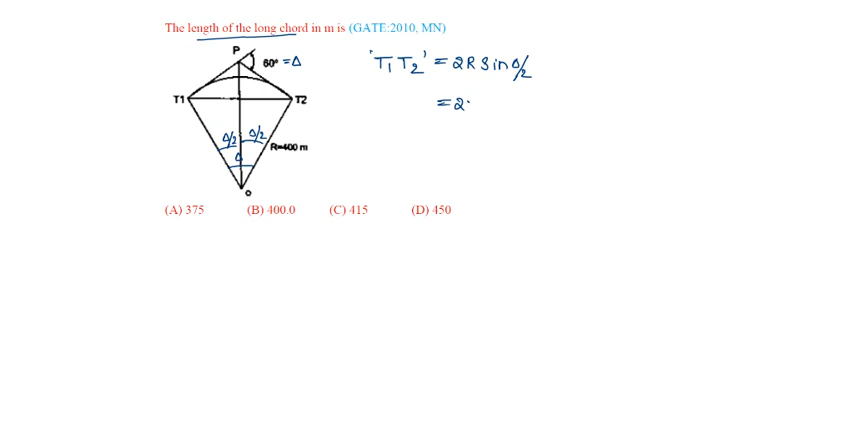 The length of the long chord in m is (GATE:2010, MN)
P
60° = Δ
'T₁T₂' = 2R Sin Δ/2
= 2.
T1
T2
Δ/2
Δ/2
Δ
R=400 m
O
(A) 375 (B) 400.0 (C) 415 (D) 450